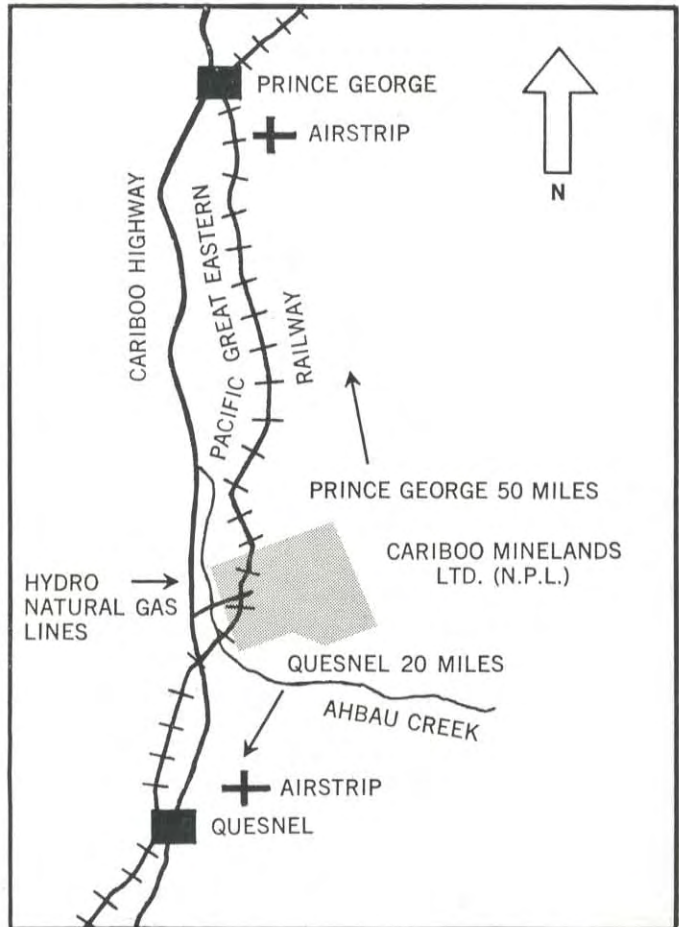 PRINCE GEORGE
AIRSTRIP
N
CARIBOO HIGHWAY
PACIFIC GREAT EASTERN
RAILWAY
PRINCE GEORGE 50 MILES
CARIBOO MINELANDS
LTD. (N.P.L.)
HYDRO
NATURAL GAS
LINES
QUESNEL 20 MILES
AHBAU CREEK
AIRSTRIP
QUESNEL